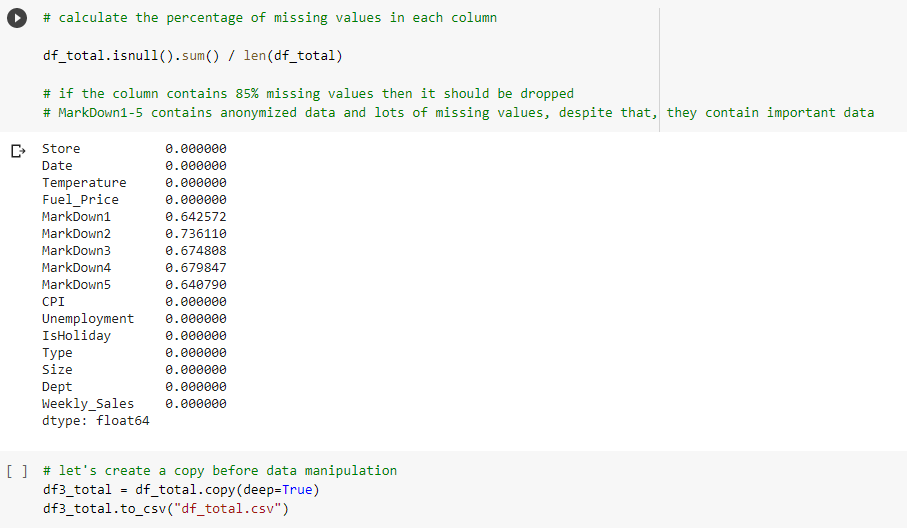 # calculate the percentage of missing values in each column
df_total.isnull().sum() / len(df_total)
# if the column contains 85% missing values then it should be dropped
# MarkDown1-5 contains anonymized data and lots of missing values, despite that, they contain important data
Store 0.000000
Date 0.000000
Temperature 0.000000
Fuel_Price 0.000000
MarkDown1 0.642572
MarkDown2 0.736110
MarkDown3 0.674808
MarkDown4 0.679847
MarkDown5 0.640790
CPI 0.000000
Unemployment 0.000000
IsHoliday 0.000000
Type 0.000000
Size 0.000000
Dept 0.000000
Weekly_Sales 0.000000
dtype: float64
[ ] # let's create a copy before data manipulation
df3_total = df_total.copy(deep=True)
df3_total.to_csv("df_total.csv")